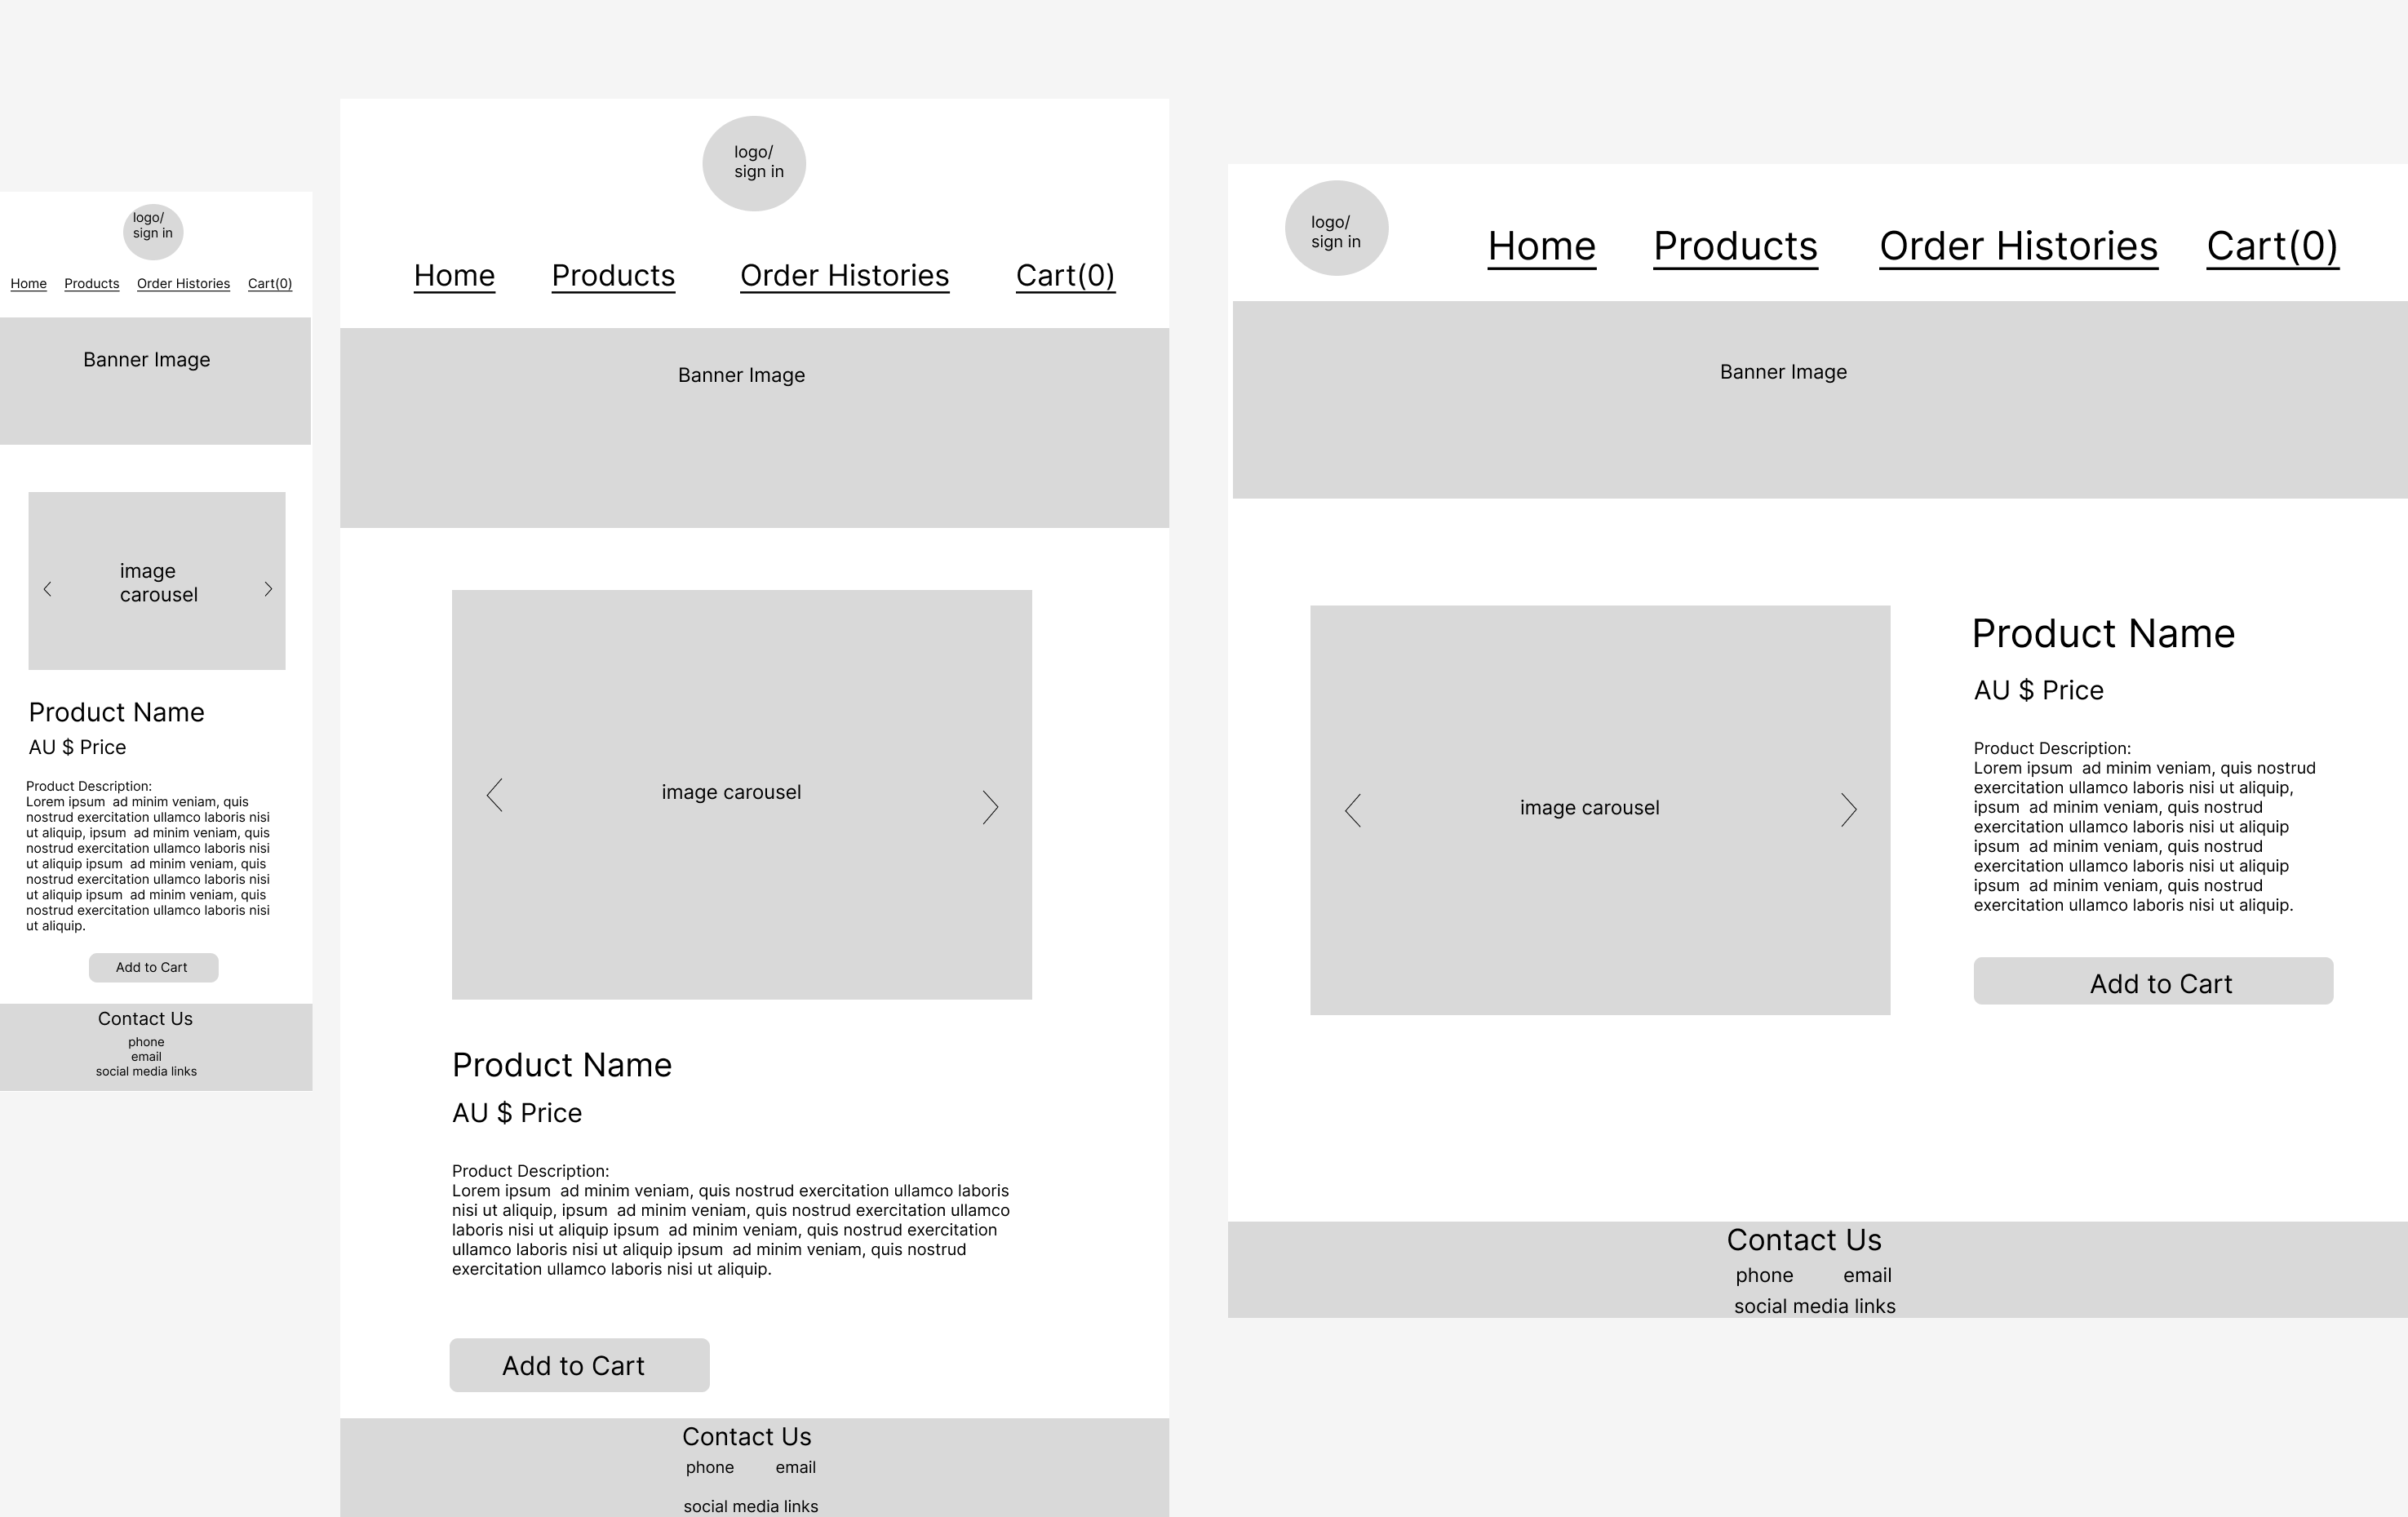 logo/
sign in
Home Products Order Histories Cart(0)
Banner Image
image
carousel
Product Name
AU $ Price
Product Description:
Lorem ipsum  ad minim veniam, quis
nostrud exercitation ullamco laboris nisi
ut aliquip, ipsum  ad minim veniam, quis
nostrud exercitation ullamco laboris nisi
ut aliquip ipsum  ad minim veniam, quis
nostrud exercitation ullamco laboris nisi
ut aliquip ipsum  ad minim veniam, quis
nostrud exercitation ullamco laboris nisi
ut aliquip.
Add to Cart
Contact Us
phone
email
social media links
logo/
sign in
Home Products Order Histories Cart(0)
Banner Image
image carousel
Product Name
AU $ Price
Product Description:
Lorem ipsum  ad minim veniam, quis nostrud exercitation ullamco laboris
nisi ut aliquip, ipsum  ad minim veniam, quis nostrud exercitation ullamco
laboris nisi ut aliquip ipsum  ad minim veniam, quis nostrud exercitation
ullamco laboris nisi ut aliquip ipsum  ad minim veniam, quis nostrud
exercitation ullamco laboris nisi ut aliquip.
Add to Cart
Contact Us
phone email
social media links
logo/
sign in
Home Products Order Histories Cart(0)
Banner Image
image carousel
Product Name
AU $ Price
Product Description:
Lorem ipsum  ad minim veniam, quis nostrud
exercitation ullamco laboris nisi ut aliquip,
ipsum  ad minim veniam, quis nostrud
exercitation ullamco laboris nisi ut aliquip
ipsum  ad minim veniam, quis nostrud
exercitation ullamco laboris nisi ut aliquip
ipsum  ad minim veniam, quis nostrud
exercitation ullamco laboris nisi ut aliquip.
Add to Cart
Contact Us
phone email
social media links